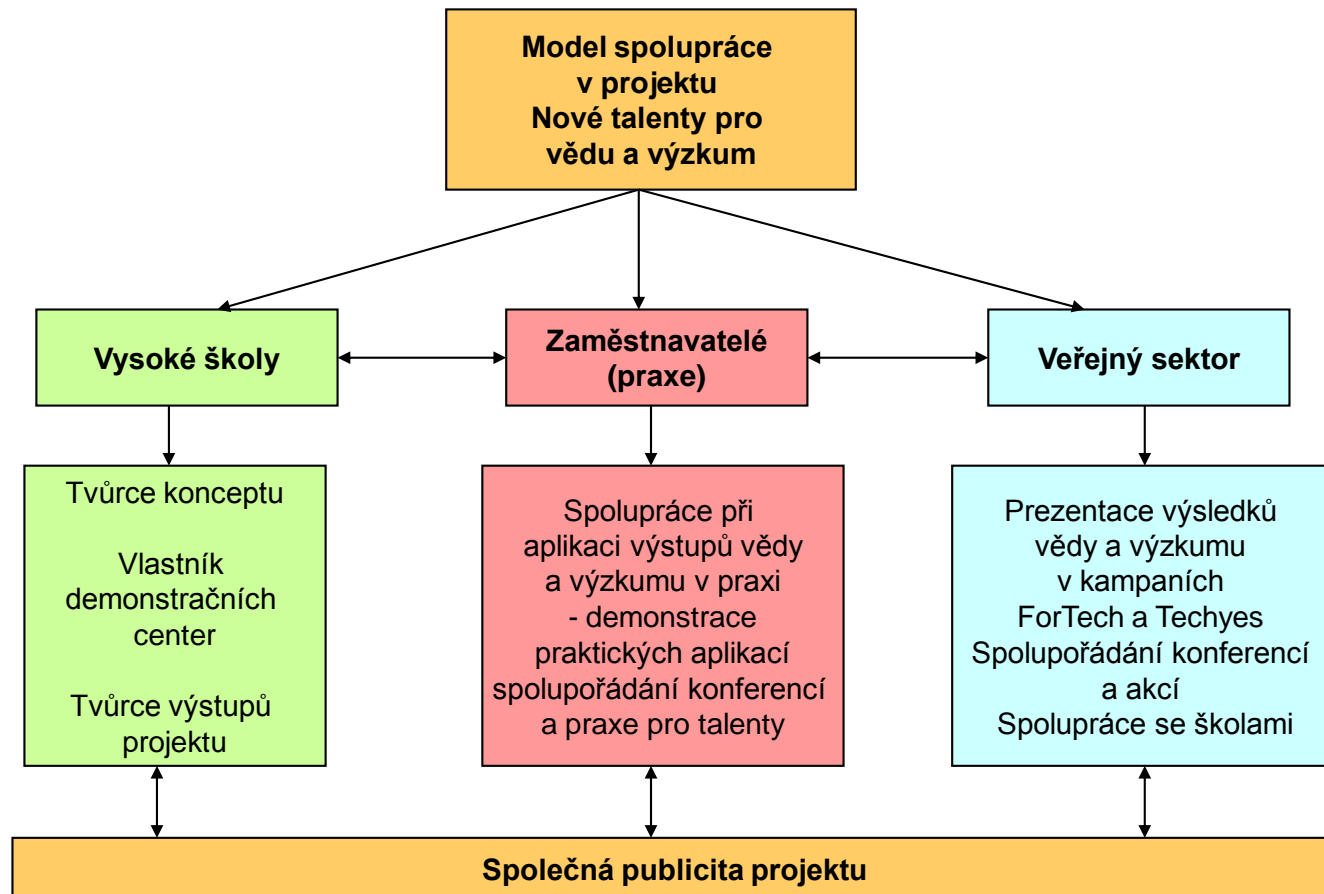 Model spolupráce
v projektu
Nové talenty pro
vědu a výzkum
Vysoké školy
Zaměstnavatelé
(praxe)
Veřejný sektor
Tvůrce konceptu
Vlastník
demonstračních
center
Tvůrce výstupů
projektu
Spolupráce při
aplikaci výstupů vědy
a výzkumu v praxi
- demonstrace
praktických aplikací
spolupořádání konferencí
a praxe pro talenty
Prezentace výsledků
vědy a výzkumu
v kampaních
ForTech a Techyes
Spolupořádání konferencí
a akcí
Spolupráce se školami
Společná publicita projektu